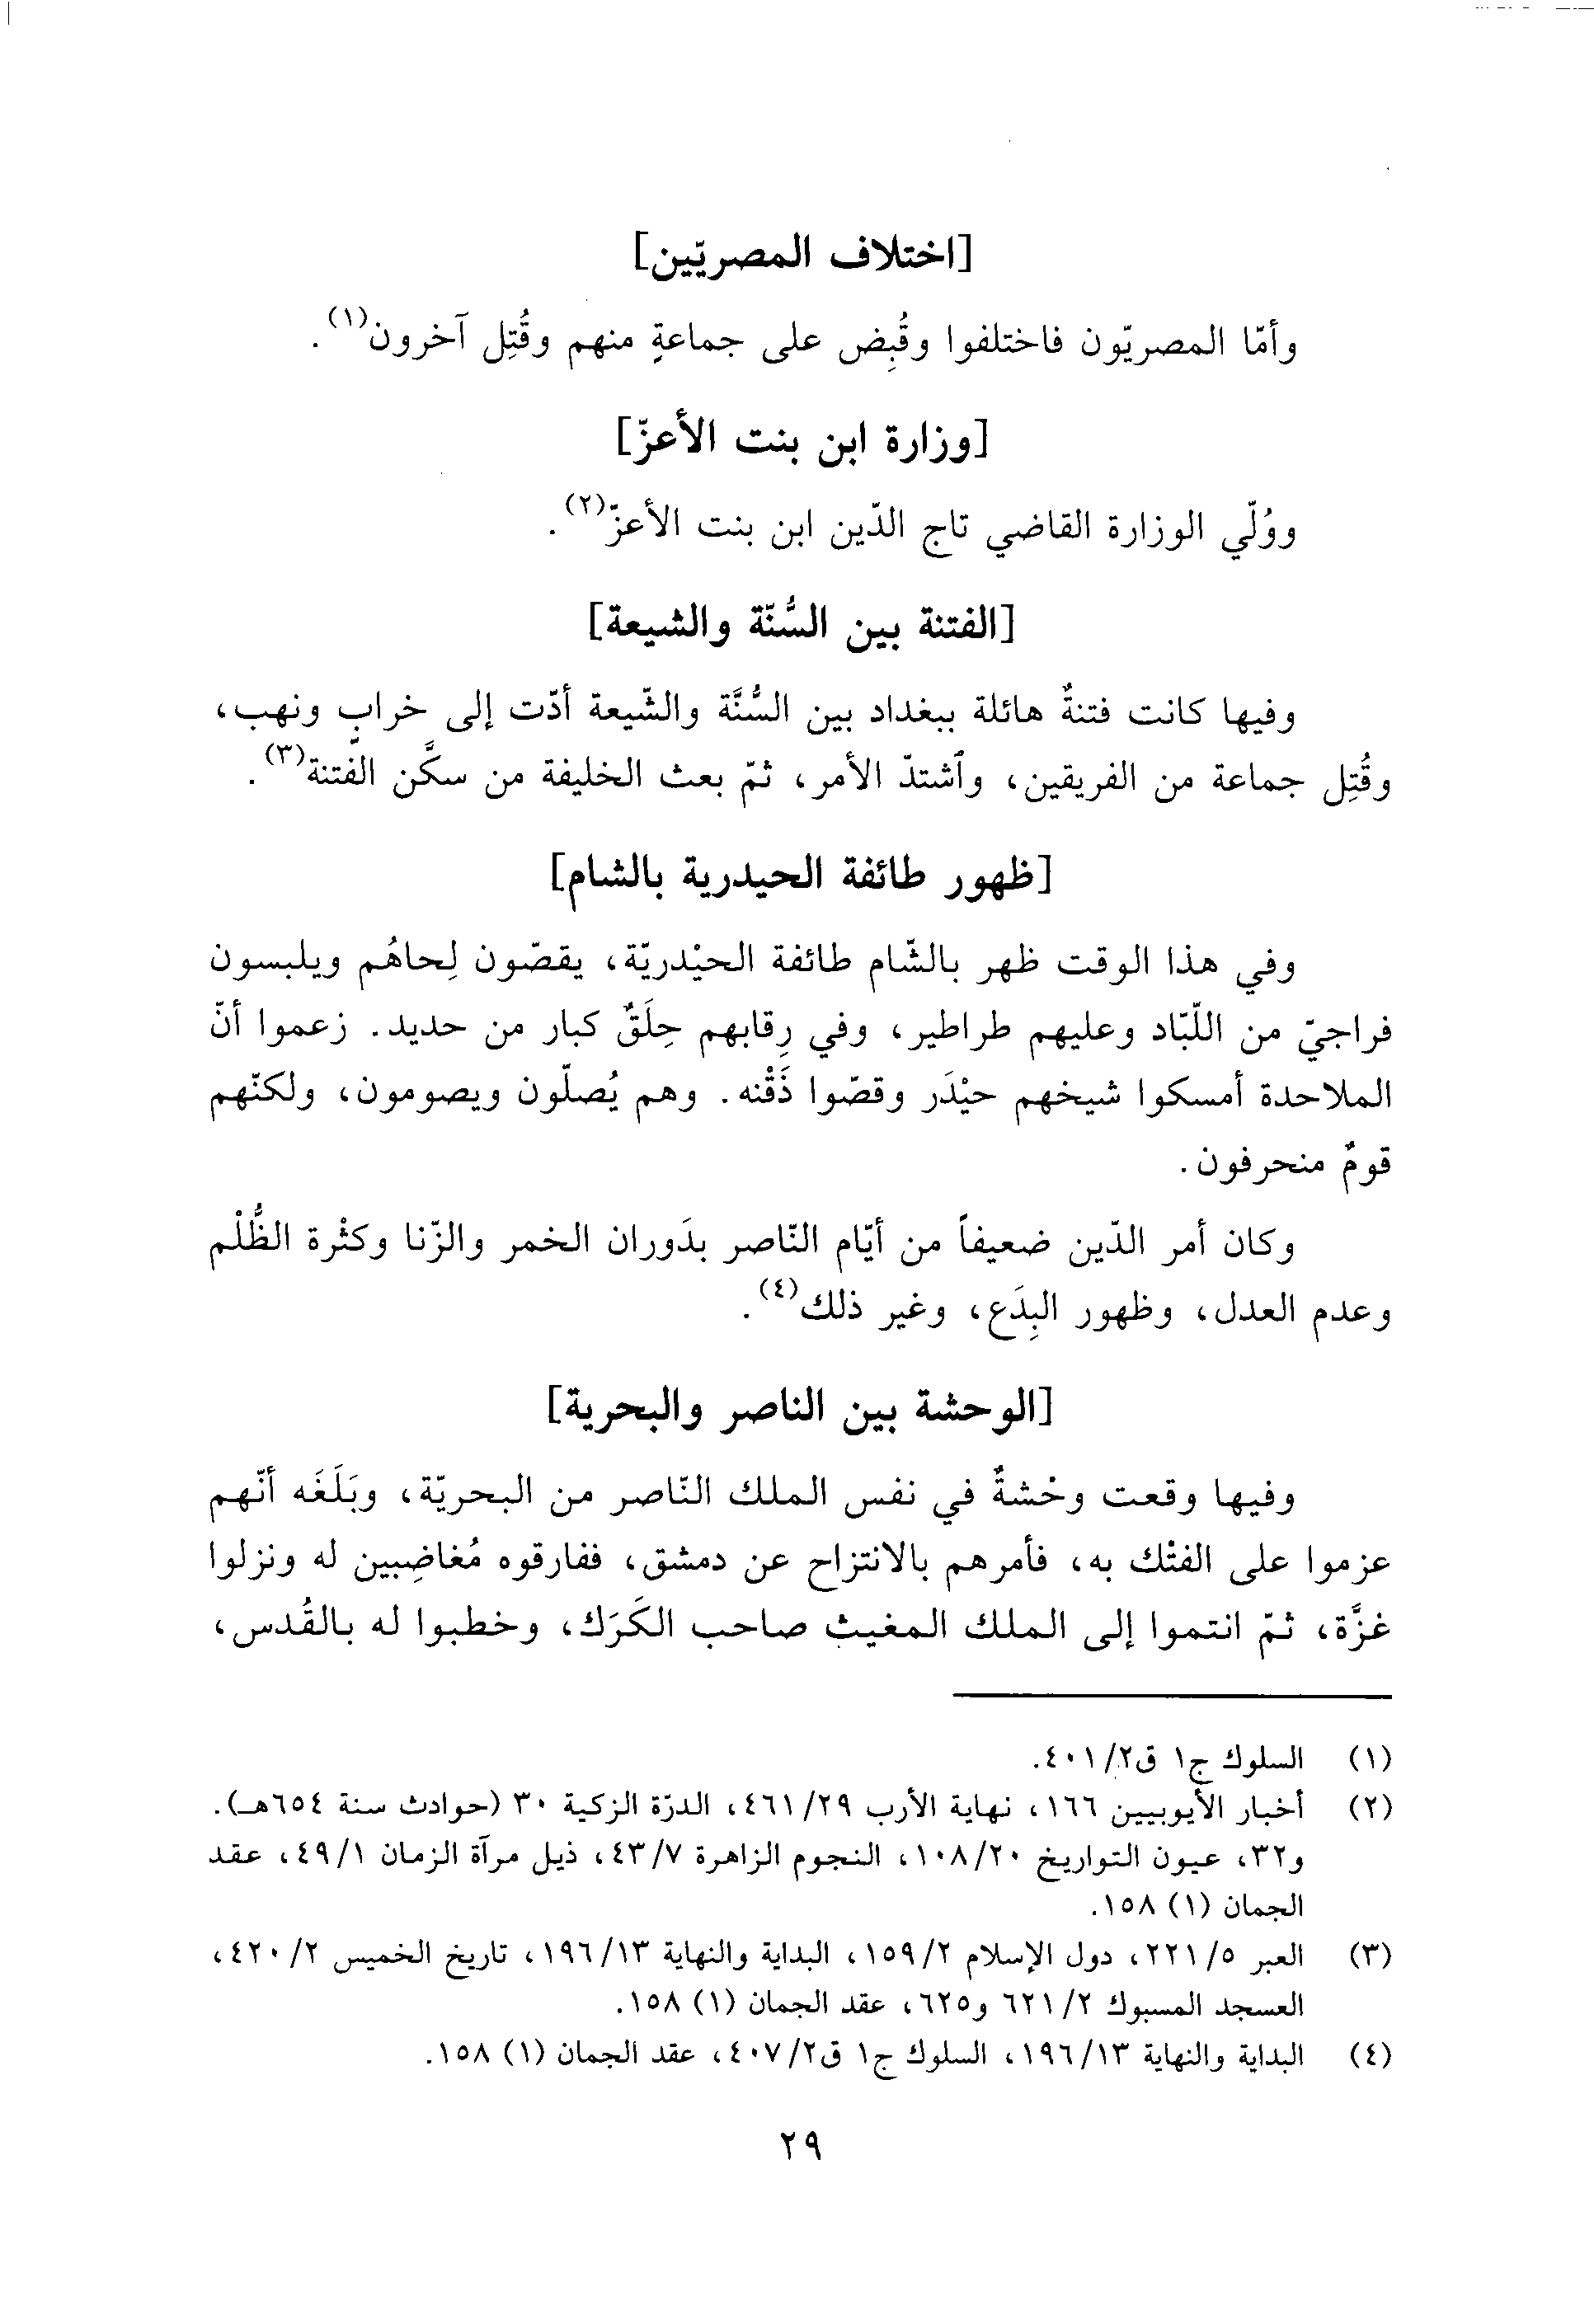 [اختلاف المصريّين]
وأمّا المصريّون فاختلفوا وقُبِض على جماعةٍ منهم وقُتِل آخرون(١).
[وزارة ابن بنت الأعزّ]
ووُلّي الوزارة القاضي تاج الدّين ابن بنت الأعزّ(٢).
[الفتنة بين السُّنّة والشيعة]
وفيها كانت فتنةٌ هائلة ببغداد بين السُّنَّة والشّيعة أدّت إلى خرابٍ ونهب،
وقُتِل جماعة من الفريقين، وٱشتدّ الأمر، ثمّ بعث الخليفة من سكَّن الفتنة(٣).
[ظهور طائفة الحيدرية بالشام]
وفي هذا الوقت ظهر بالشّام طائفة الحيْدريّة، يقصّون لِحاهُم ويلبسون
فراجيّ من اللّبّاد وعليهم طراطير، وفي رِقابهم حِلَقٌ كبار من حديد. زعموا أنّ
الملاحدة أمسكوا شيخهم حيْدَر وقصّوا ذَقْنه. وهم يُصلّون ويصومون، ولكنّهم
قومٌ منحرفون.
وكان أمر الدّين ضعيفاً من أيّام النّاصر بدَوران الخمر والزّنا وكثْرة الظُّلْم
وعدم العدل، وظهور البِدَع، وغير ذلك(٤).
[الوحشة بين الناصر والبحرية]
وفيها وقعت وحْشةٌ في نفس الملك النّاصر من البحريّة، وبَلَغَه أنّهم
عزموا على الفتْك به، فأمرهم بالانتزاح عن دمشق، ففارقوه مُغاضِبين له ونزلوا
غزَّة، ثمّ انتموا إلى الملك المغيث صاحب الكَرَك، وخطبوا له بالقُدس،
(١) السلوك ج١ ق٤٠١/٢.
(٢) أخبار الأيوبيين ١٦٦، نهاية الأرب ٤٦١/٢٩، الدرّة الزكية ٣٠ (حوادث سنة ٦٥٤هـ).
و٣٢، عيون التواريخ ١٠٨/٢٠، النجوم الزاهرة ٤٣/٧، ذيل مرآة الزمان ٤٩/١، عقد
الجمان (١) ١٥٨.
(٣) العبر ٢٢١/٥، دول الإسلام ١٥٩/٢، البداية والنهاية ١٩٦/١٣، تاريخ الخميس ٤٢٠/٢،
العسجد المسبوك ٦٢١/٢ و٦٢٥، عقد الجمان (١) ١٥٨.
(٤) البداية والنهاية ١٩٦/١٣، السلوك ج١ ق٤٠٧/٢، عقد الجمان (١) ١٥٨.
٢٩